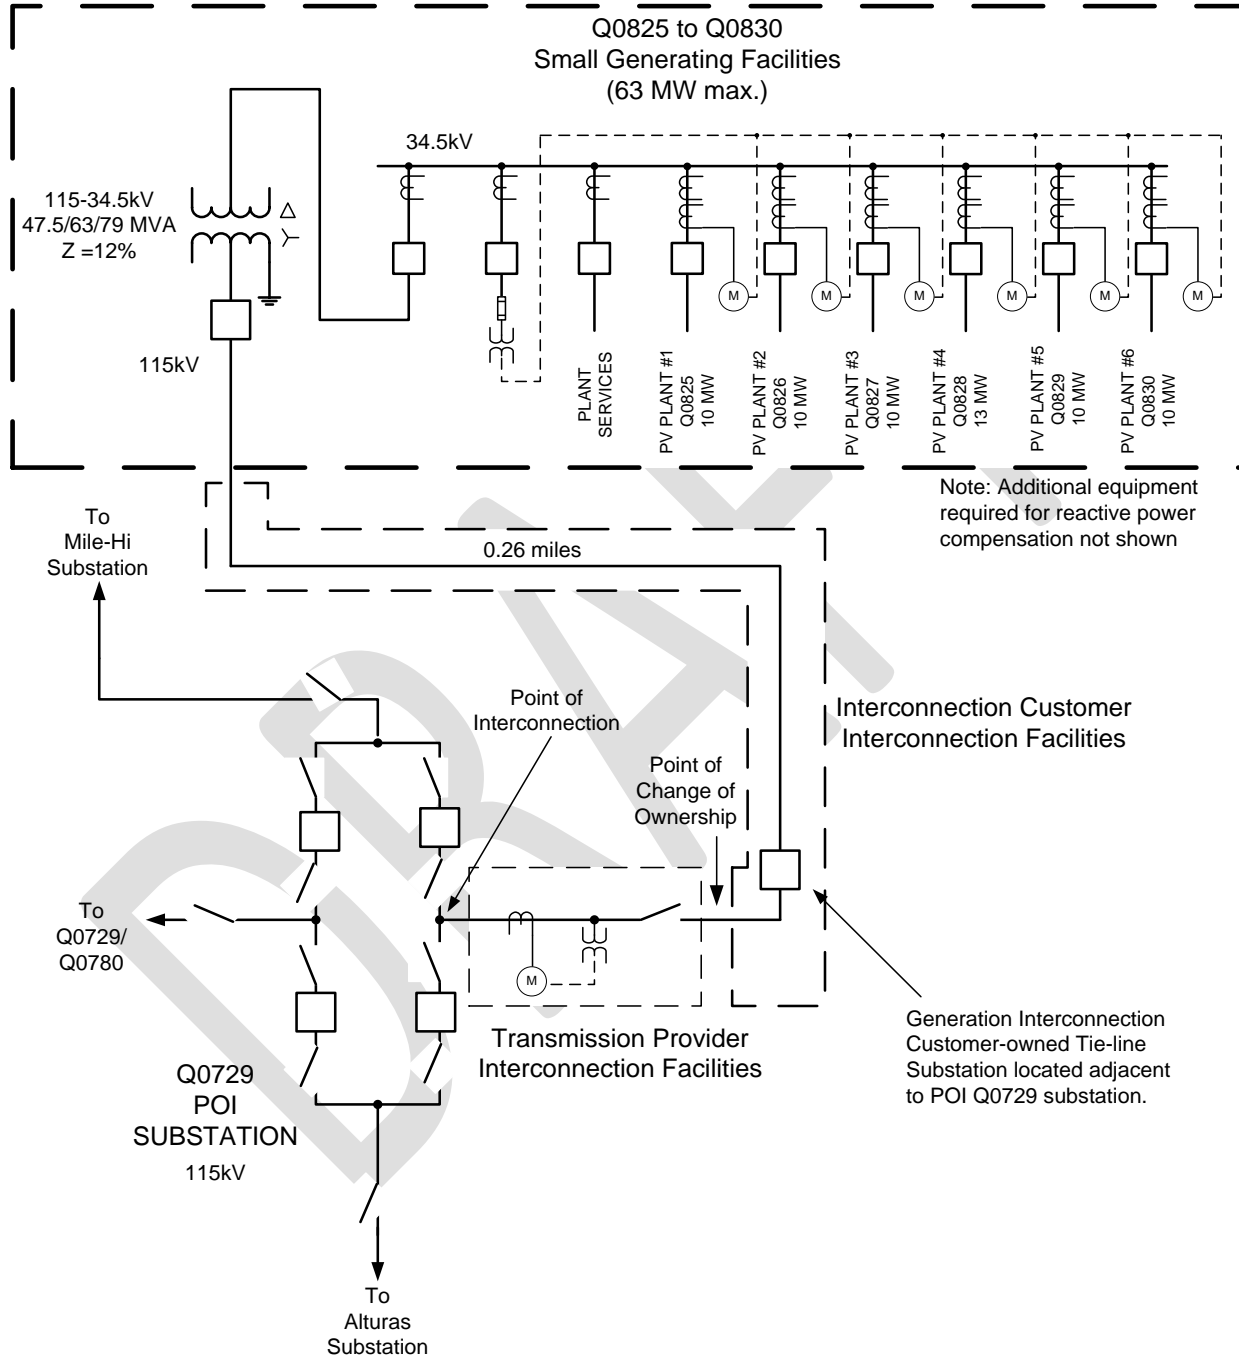 Q0825 to Q0830
Small Generating Facilities
(63 MW max.)
34.5kV
115-34.5kV
47.5/63/79 MVA
Z =12%
M
M
M
M
M
M
115kV
PLANT
SERVICES
PV PLANT #1
Q0825
10 MW
PV PLANT #2
Q0826
10 MW
PV PLANT #3
Q0827
10 MW
PV PLANT #4
Q0828
13 MW
PV PLANT #5
Q0829
10 MW
PV PLANT #6
Q0830
10 MW
Note: Additional equipment
required for reactive power
compensation not shown
To
Mile-Hi
Substation
0.26 miles
Point of
Interconnection
Interconnection Customer
Interconnection Facilities
Point of
Change of
Ownership
To
Q0729/
Q0780
M
Transmission Provider
Interconnection Facilities
Generation Interconnection
Customer-owned Tie-line
Substation located adjacent
to POI Q0729 substation.
Q0729
POI
SUBSTATION
115kV
To
Alturas
Substation
DRAFT